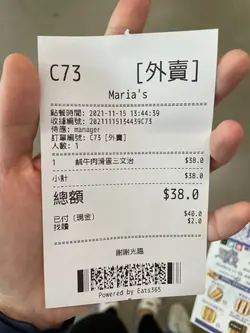 C73 [外賣]
Maria's
點餐時間: 2021-11-15 13:44:39
收據編號: 20211115134439C73
侍應: manager
訂單編號: C73 [外賣]
人數: 1
1 鹹牛肉滑蛋三文治 $38.0
小計 $38.0
總額 $38.0
已付 (現金) $40.0
找贖 $2.0
謝謝光臨
Powered by Eats365